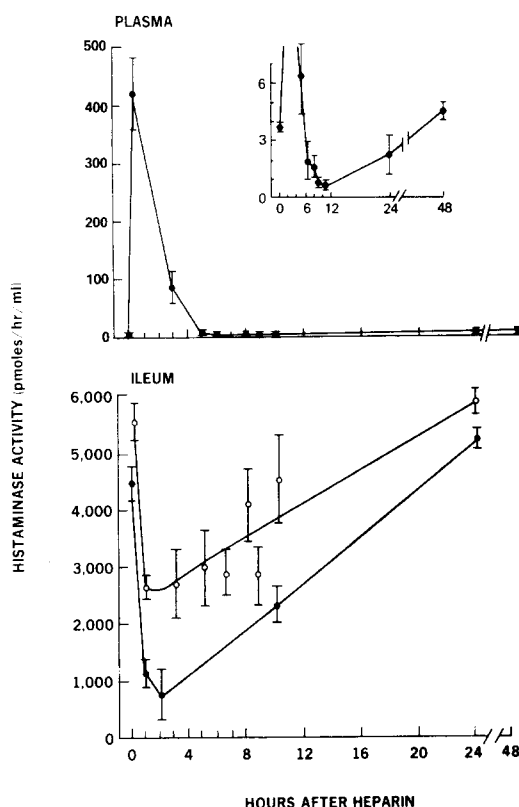 PLASMA
500
400
300
200
100
0
6
3
0
0 6 12 24 48
HISTAMINASE ACTIVITY (pmoles/hr/ml)
ILEUM
6,000
5,000
4,000
3,000
2,000
1,000
0
0 4 8 12 16 20 24 48
HOURS AFTER HEPARIN